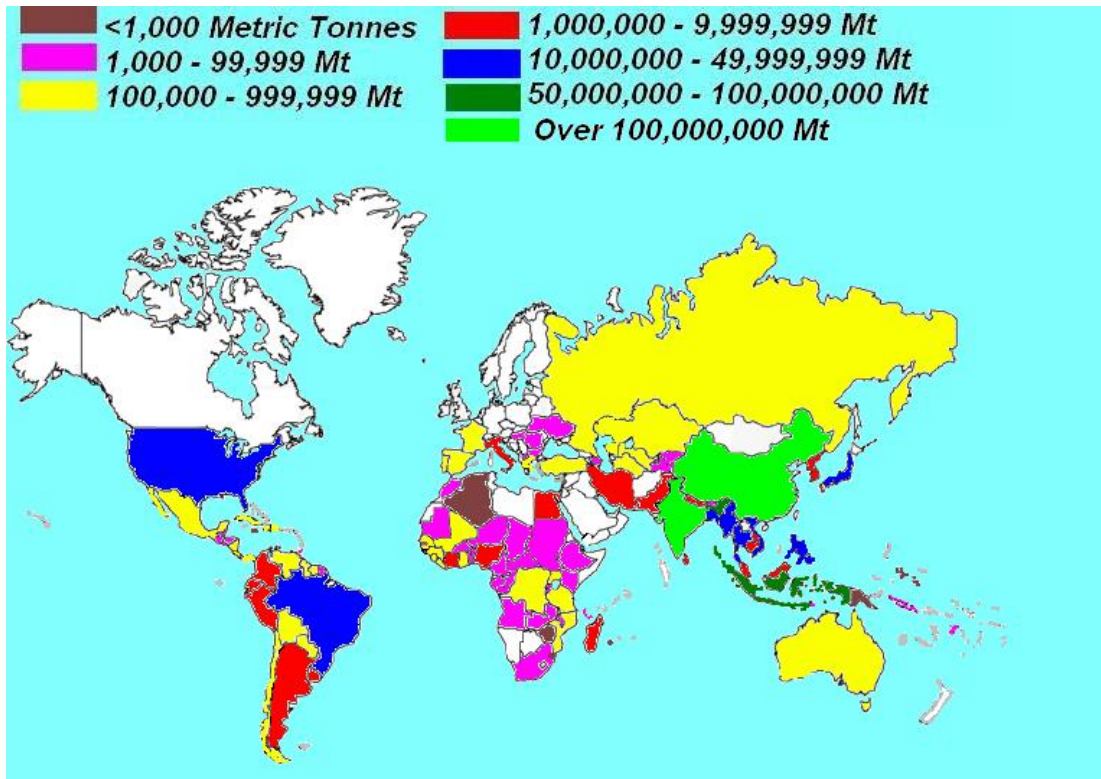 <1,000 Metric Tonnes
1,000 - 99,999 Mt
100,000 - 999,999 Mt
1,000,000 - 9,999,999 Mt
10,000,000 - 49,999,999 Mt
50,000,000 - 100,000,000 Mt
Over 100,000,000 Mt